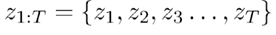 z_{1:T} = {z_1, z_2, z_3 ..., z_T}